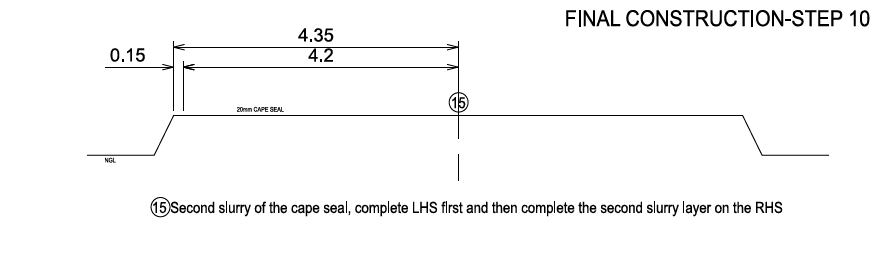 FINAL CONSTRUCTION-STEP 10
4.35
0.15
4.2
15
20mm CAPE SEAL
NGL
15 Second slurry of the cape seal, complete LHS first and then complete the second slurry layer on the RHS